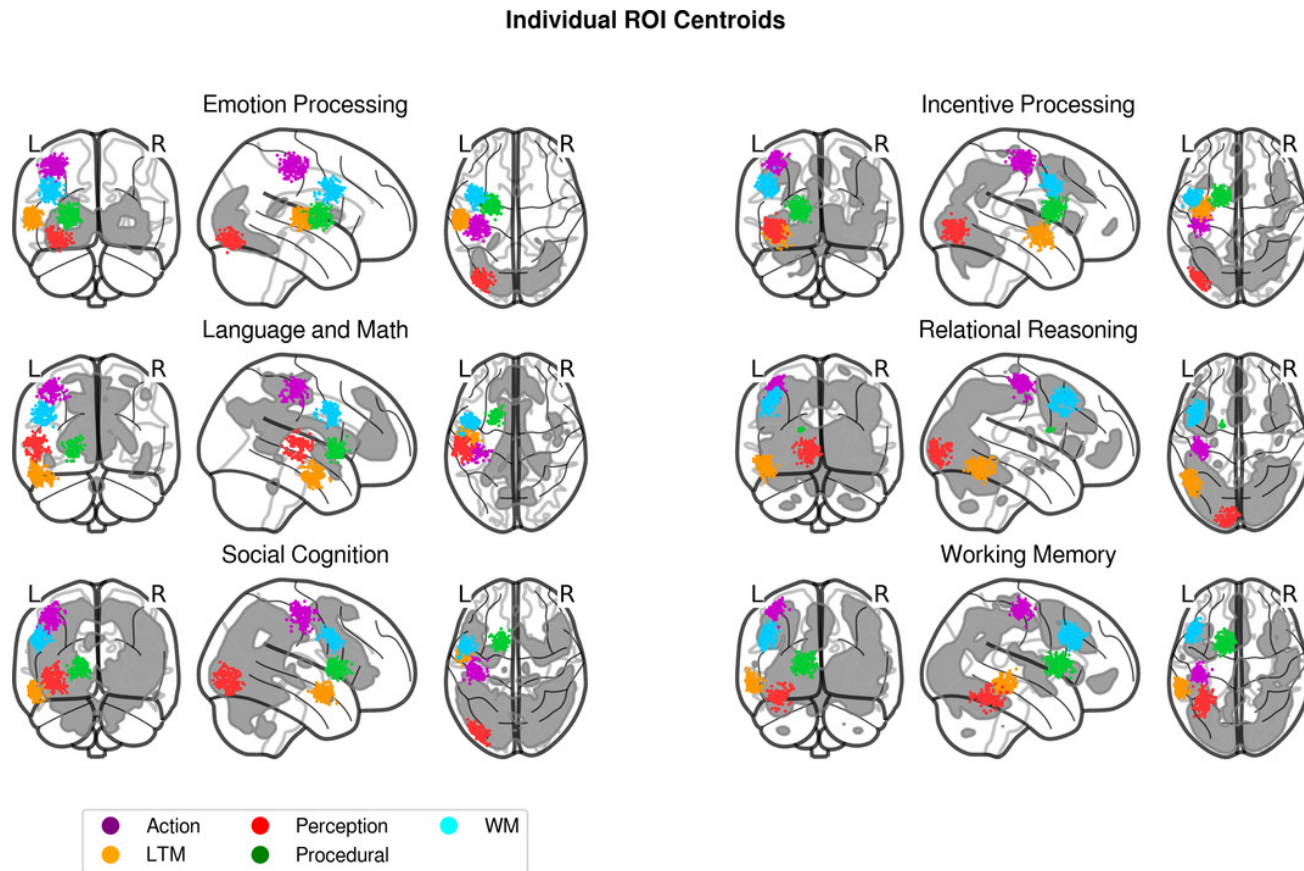 Individual ROI Centroids
Emotion Processing
Incentive Processing
L R
L
R
L R
L
R
Language and Math
Relational Reasoning
L R
L
R
L R
L
R
Social Cognition
Working Memory
L R
L
R
L R
L
R
Action
Perception
WM
LTM
Procedural